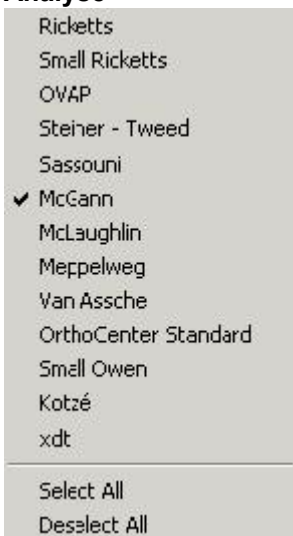 Analyse
Ricketts
Small Ricketts
OVAP
Steiner - Tweed
Sassouni
McGann
McLaughlin
Meppelweg
Van Assche
OrthoCenter Standard
Small Owen
Kotzé
xdt
Select All
Deselect All